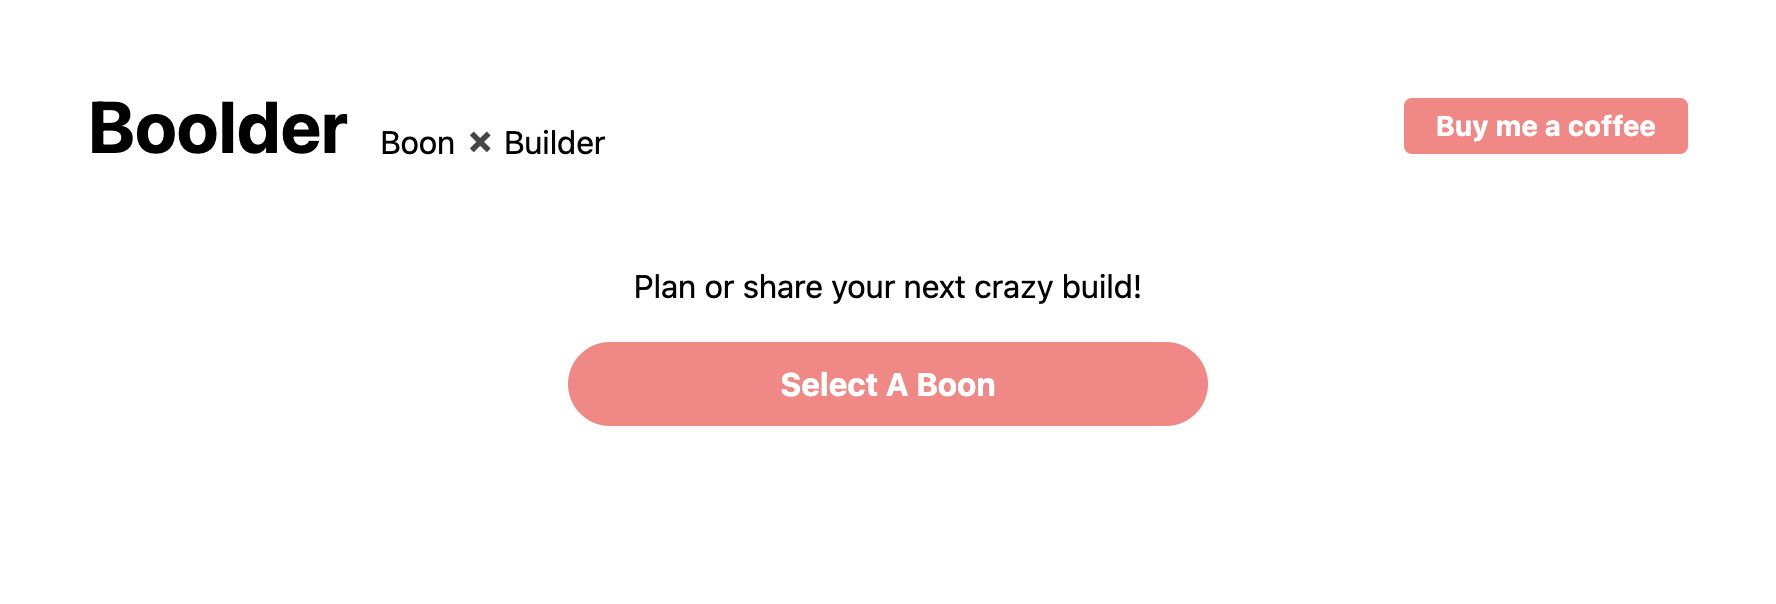 Boolder Boon ✖ Builder
Buy me a coffee
Plan or share your next crazy build!
Select A Boon